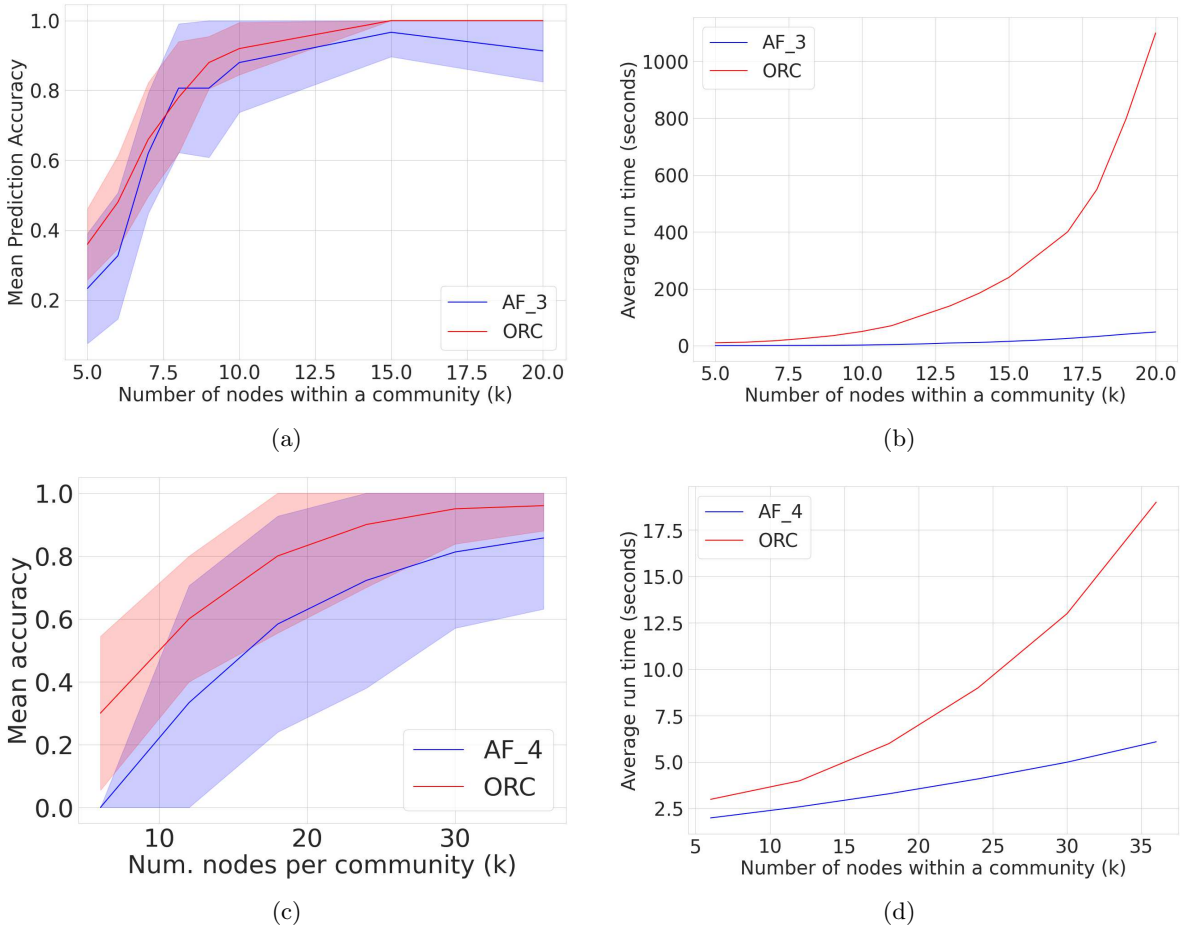 Mean Prediction Accuracy
1.0
0.8
0.6
0.4
0.2
AF_3
ORC
5.0 7.5 10.0 12.5 15.0 17.5 20.0
Number of nodes within a community (k)
(a)
Average run time (seconds)
1000
800
600
400
200
0
AF_3
ORC
5.0 7.5 10.0 12.5 15.0 17.5 20.0
Number of nodes within a community (k)
(b)
Mean accuracy
1.0
0.8
0.6
0.4
0.2
0.0
AF_4
ORC
10 20 30
Num. nodes per community (k)
(c)
Average run time (seconds)
17.5
15.0
12.5
10.0
7.5
5.0
2.5
AF_4
ORC
5 10 15 20 25 30 35
Number of nodes within a community (k)
(d)